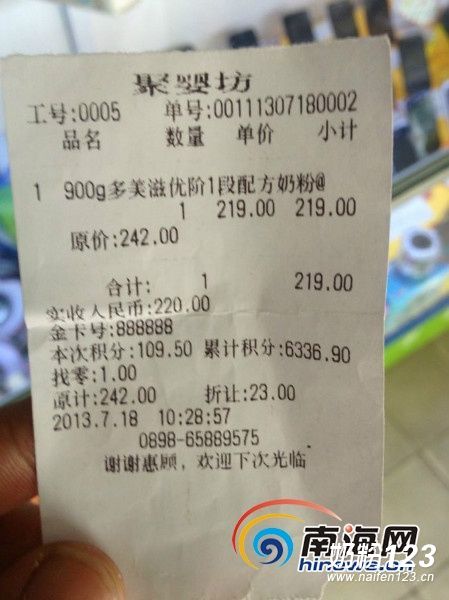 聚婴坊
工号:0005 单号:00111307180002
品名 数量 单价 小计
1 900g多美滋优阶1段配方奶粉@
1 219.00 219.00
原价:242.00
合计: 1 219.00
实收人民币:220.00
金卡号:888888
本次积分:109.50 累计积分:6336.90
找零:1.00
原计:242.00 折让:23.00
2013.7.18 10:28:57
0898-65889575
谢谢惠顾，欢迎下次光临
南海网
奶粉123
www.naifen123.cn